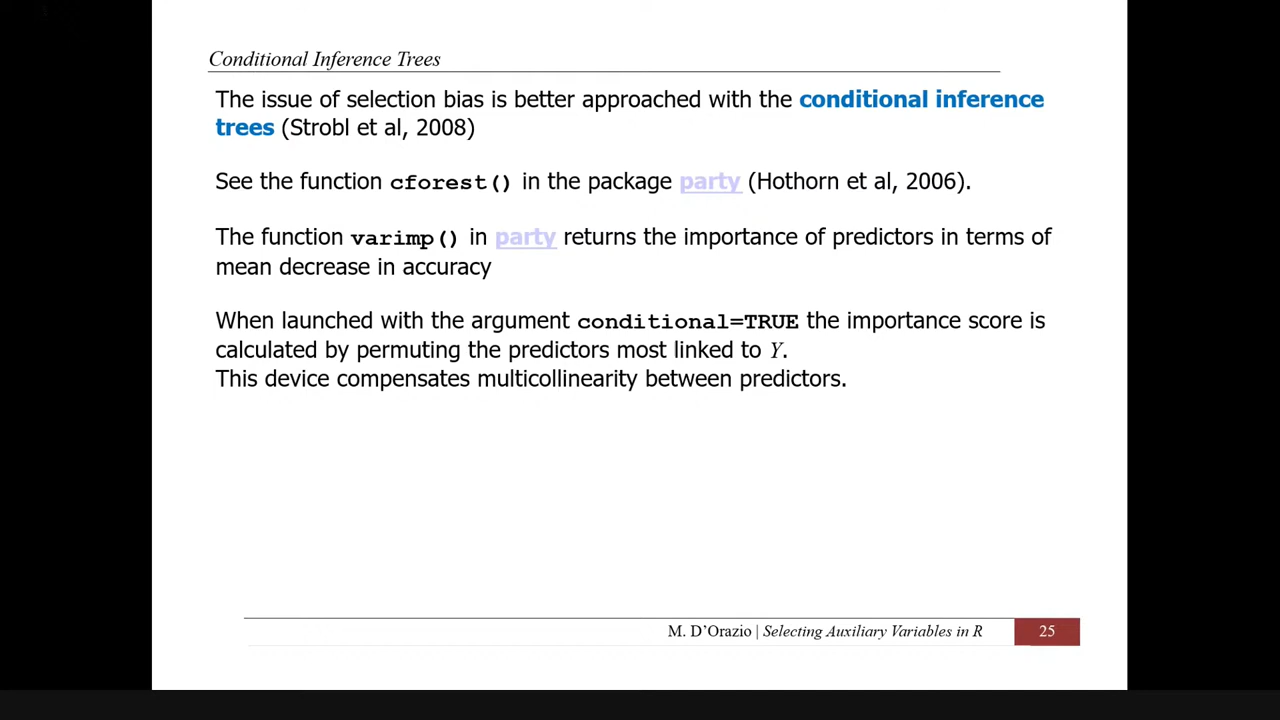 Conditional Inference Trees
The issue of selection bias is better approached with the conditional inference
trees (Strobl et al, 2008)
See the function cforest() in the package party (Hothorn et al, 2006).
The function varimp() in party returns the importance of predictors in terms of
mean decrease in accuracy
When launched with the argument conditional=TRUE the importance score is
calculated by permuting the predictors most linked to Y.
This device compensates multicollinearity between predictors.
M. D’Orazio | Selecting Auxiliary Variables in R 25